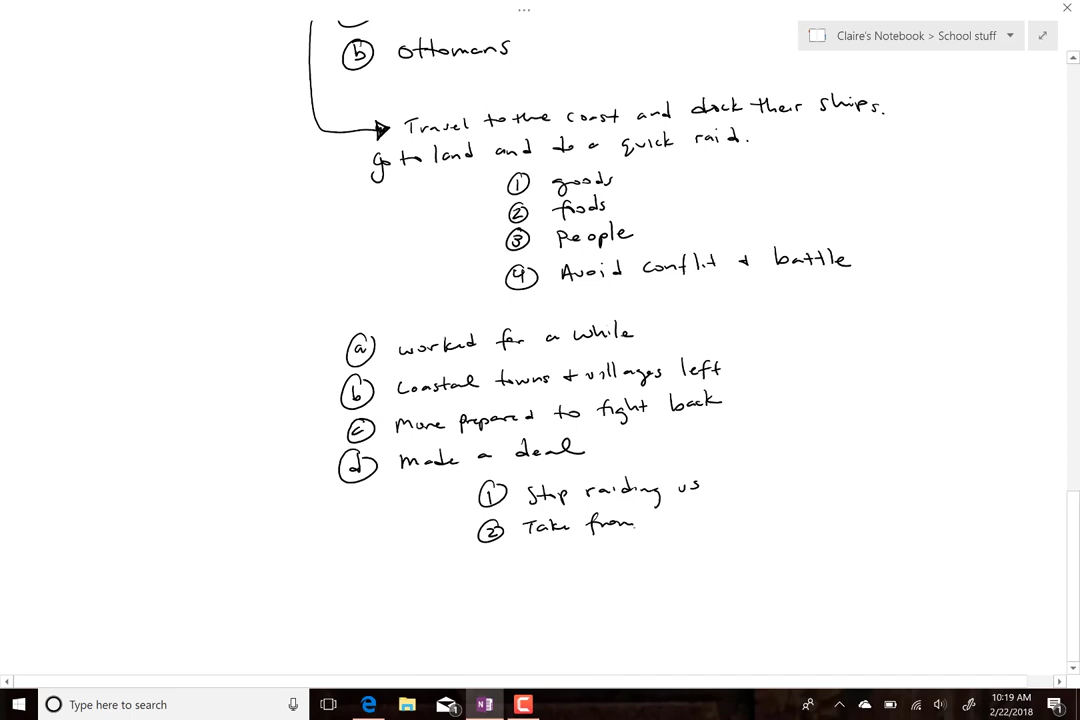 Claire's Notebook > School stuff
b ottomans
Travel to the coast and dock their ships.
go to land and do a quick raid.
1 goods
2 foods
3 People
4 Avoid conflit + battle
a worked for a while
b Coastal towns + villages left
c More prepared to fight back
d Made a deal
1 Stop raiding us
2 Take from
Type here to search
10:19 AM
2/22/2018